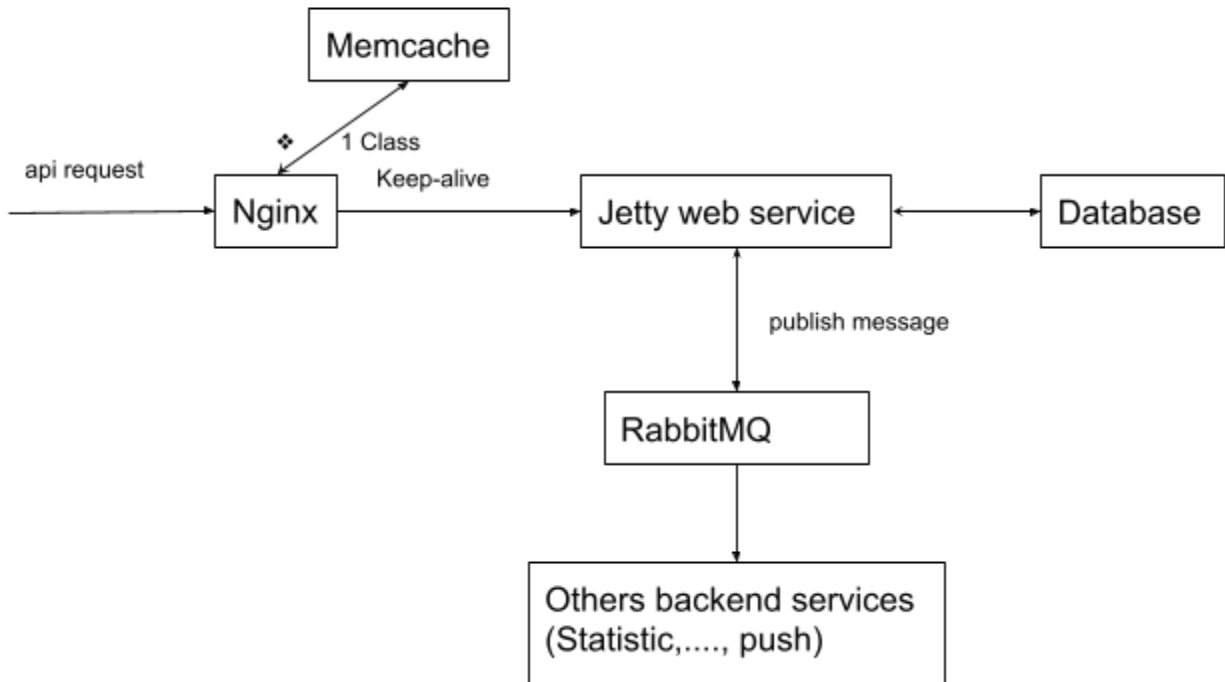 Memcache
❖ 1 Class
api request
Keep-alive
Nginx
Jetty web service
Database
publish message
RabbitMQ
Others backend services
(Statistic,...., push)